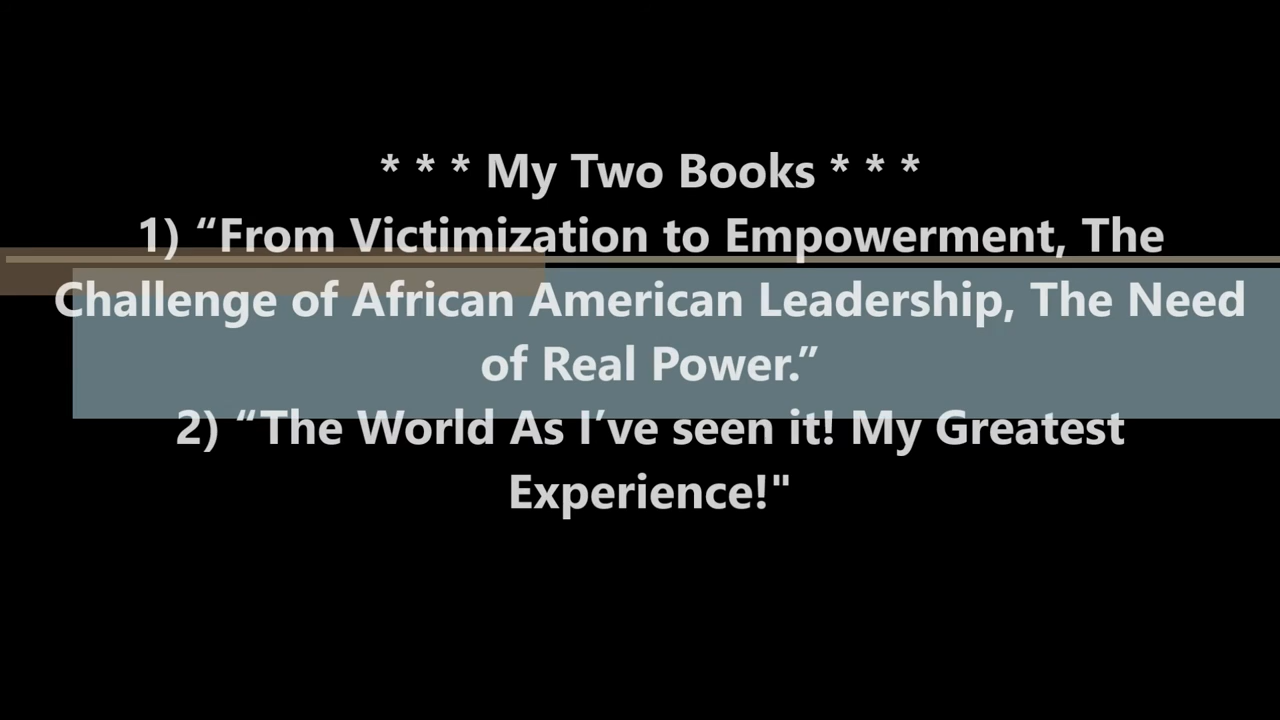 * * * My Two Books * * *
1) “From Victimization to Empowerment, The
Challenge of African American Leadership, The Need
of Real Power.”
2) “The World As I’ve seen it! My Greatest
Experience!"